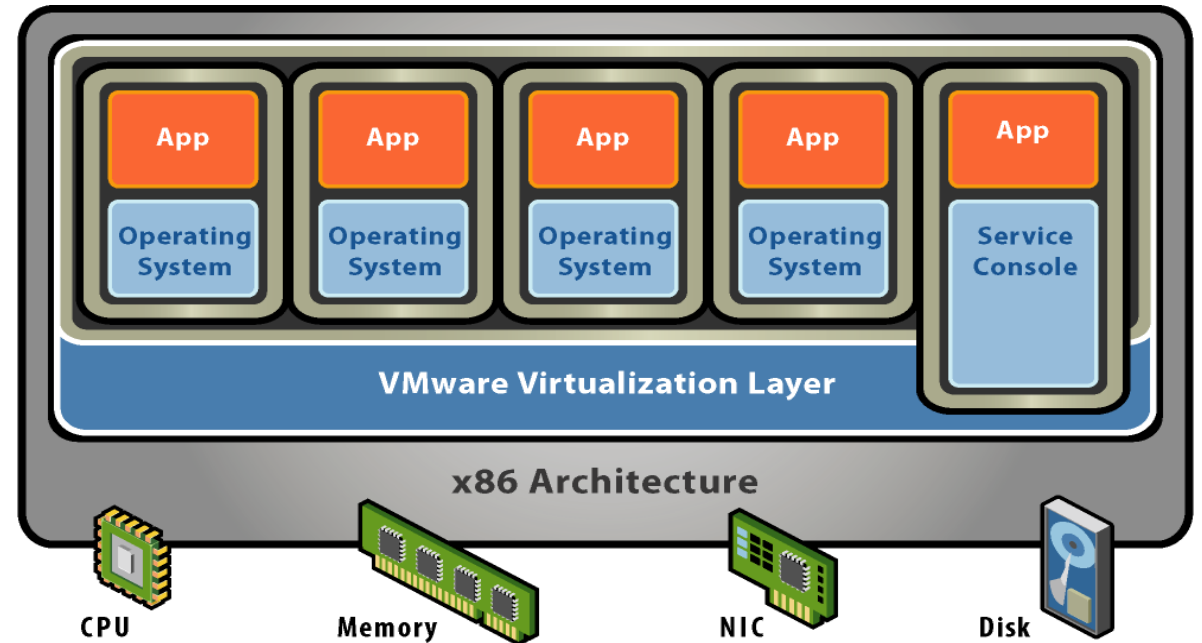 App
App
App
App
App
Operating
System
Operating
System
Operating
System
Operating
System
Service
Console
VMware Virtualization Layer
x86 Architecture
CPU
Memory
NIC
Disk